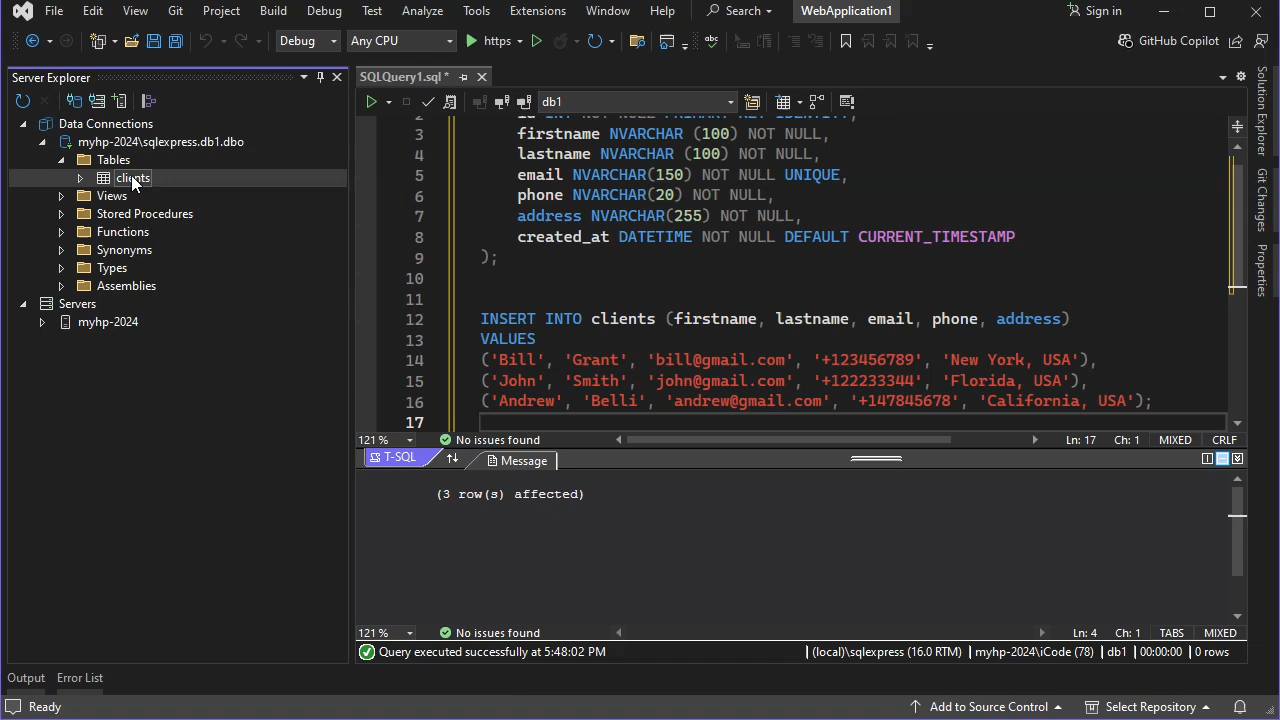 File Edit View Git Project Build Debug Test Analyze Tools Extensions Window Help Search WebApplication1 Sign in
Debug Any CPU https GitHub Copilot
Server Explorer
Data Connections
myhp-2024\sqlexpress.db1.dbo
Tables
clients
Views
Stored Procedures
Functions
Synonyms
Types
Assemblies
Servers
myhp-2024
SQLQuery1.sql *
db1
3 firstname NVARCHAR (100) NOT NULL,
4 lastname NVARCHAR (100) NOT NULL,
5 email NVARCHAR(150) NOT NULL UNIQUE,
6 phone NVARCHAR(20) NOT NULL,
7 address NVARCHAR(255) NOT NULL,
8 created_at DATETIME NOT NULL DEFAULT CURRENT_TIMESTAMP
9 );
10
11
12 INSERT INTO clients (firstname, lastname, email, phone, address)
13 VALUES
14 ('Bill', 'Grant', 'bill@gmail.com', '+123456789', 'New York, USA'),
15 ('John', 'Smith', 'john@gmail.com', '+122233344', 'Florida, USA'),
16 ('Andrew', 'Belli', 'andrew@gmail.com', '+147845678', 'California, USA');
17
121 % No issues found Ln: 17 Ch: 1 MIXED CRLF
T-SQL Message
(3 row(s) affected)
121 % No issues found Ln: 4 Ch: 1 TABS MIXED
Query executed successfully at 5:48:02 PM (local)\sqlexpress (16.0 RTM) myhp-2024\iCode (78) db1 00:00:00 0 rows
Solution Explorer
Git Changes
Properties
Output Error List
Ready Add to Source Control Select Repository